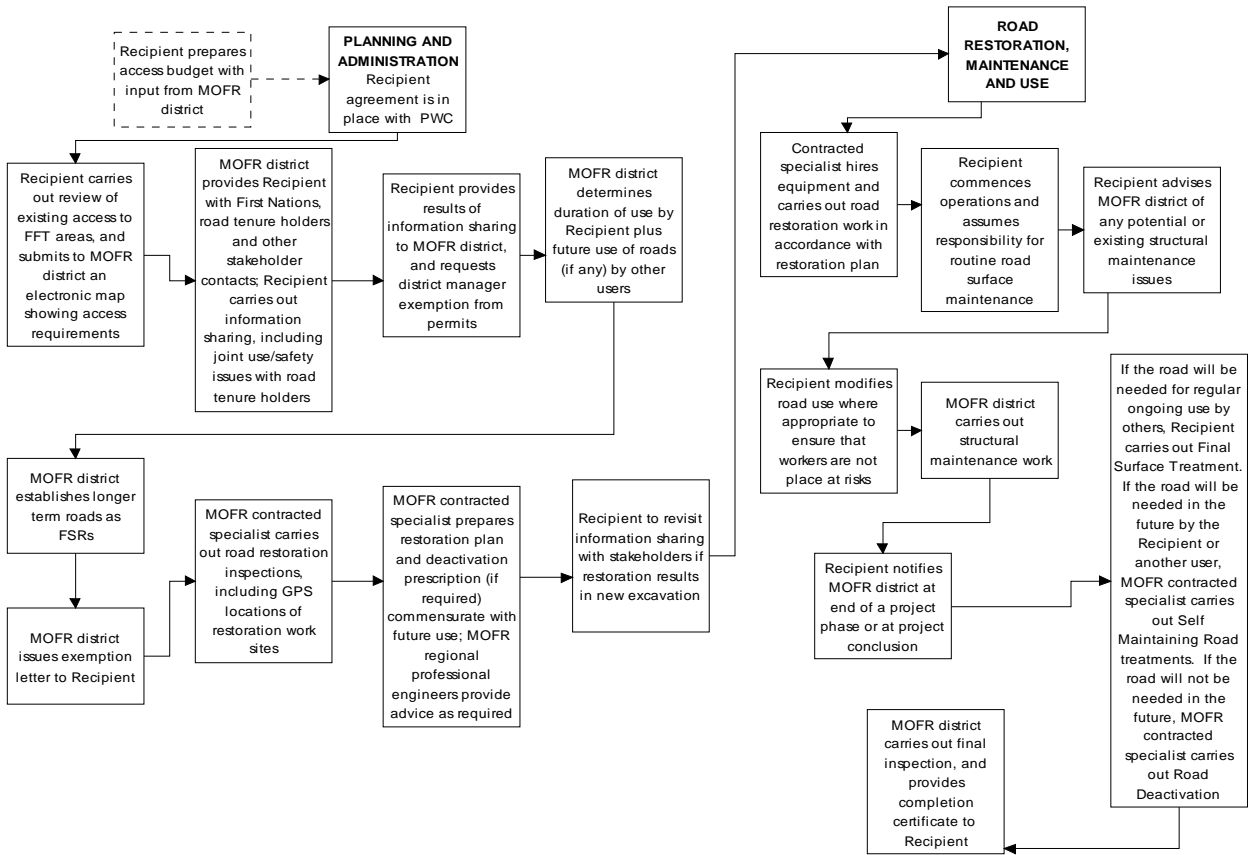 Recipient prepares
access budget with
input from MOFR
district
PLANNING AND
ADMINISTRATION
Recipient
agreement is in
place with PWC
Recipient carries
out review of
existing access to
FFT areas, and
submits to MOFR
district an
electronic map
showing access
requirements
MOFR district
provides Recipient
with First Nations,
road tenure holders
and other
stakeholder
contacts; Recipient
carries out
information
sharing, including
joint use/safety
issues with road
tenure holders
Recipient provides
results of
information sharing
to MOFR district,
and requests
district manager
exemption from
permits
MOFR district
determines
duration of use by
Recipient plus
future use of roads
(if any) by other
users
MOFR district
establishes longer
term roads as
FSRs
MOFR district
issues exemption
letter to Recipient
MOFR contracted
specialist carries
out road restoration
inspections,
including GPS
locations of
restoration work
sites
MOFR contracted
specialist prepares
restoration plan
and deactivation
prescription (if
required)
commensurate with
future use; MOFR
regional
professional
engineers provide
advice as required
Recipient to revisit
information sharing
with stakeholders if
restoration results
in new excavation
ROAD
RESTORATION,
MAINTENANCE
AND USE
Contracted
specialist hires
equipment and
carries out road
restoration work in
accordance with
restoration plan
Recipient
commences
operations and
assumes
responsibility for
routine road
surface
maintenance
Recipient advises
MOFR district of
any potential or
existing structural
maintenance
issues
Recipient modifies
road use where
appropriate to
ensure that
workers are not
place at risks
MOFR district
carries out
structural
maintenance work
Recipient notifies
MOFR district at
end of a project
phase or at project
conclusion
If the road will be
needed for regular
ongoing use by
others, Recipient
carries out Final
Surface Treatment.
If the road will be
needed in the
future by the
Recipient or
another user,
MOFR contracted
specialist carries
out Self
Maintaining Road
treatments. If the
road will not be
needed in the
future, MOFR
contracted
specialist carries
out Road
Deactivation
MOFR district
carries out final
inspection, and
provides
completion
certificate to
Recipient